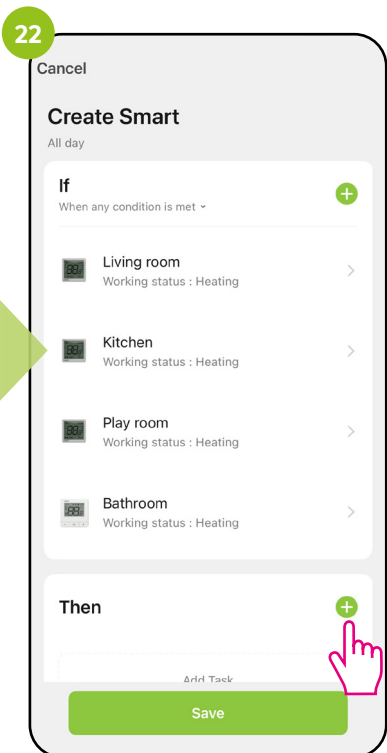 22
Cancel
Create Smart
All day
If
When any condition is met
Living room
Working status : Heating
Kitchen
Working status : Heating
Play room
Working status : Heating
Bathroom
Working status : Heating
Then
Add Task
Save